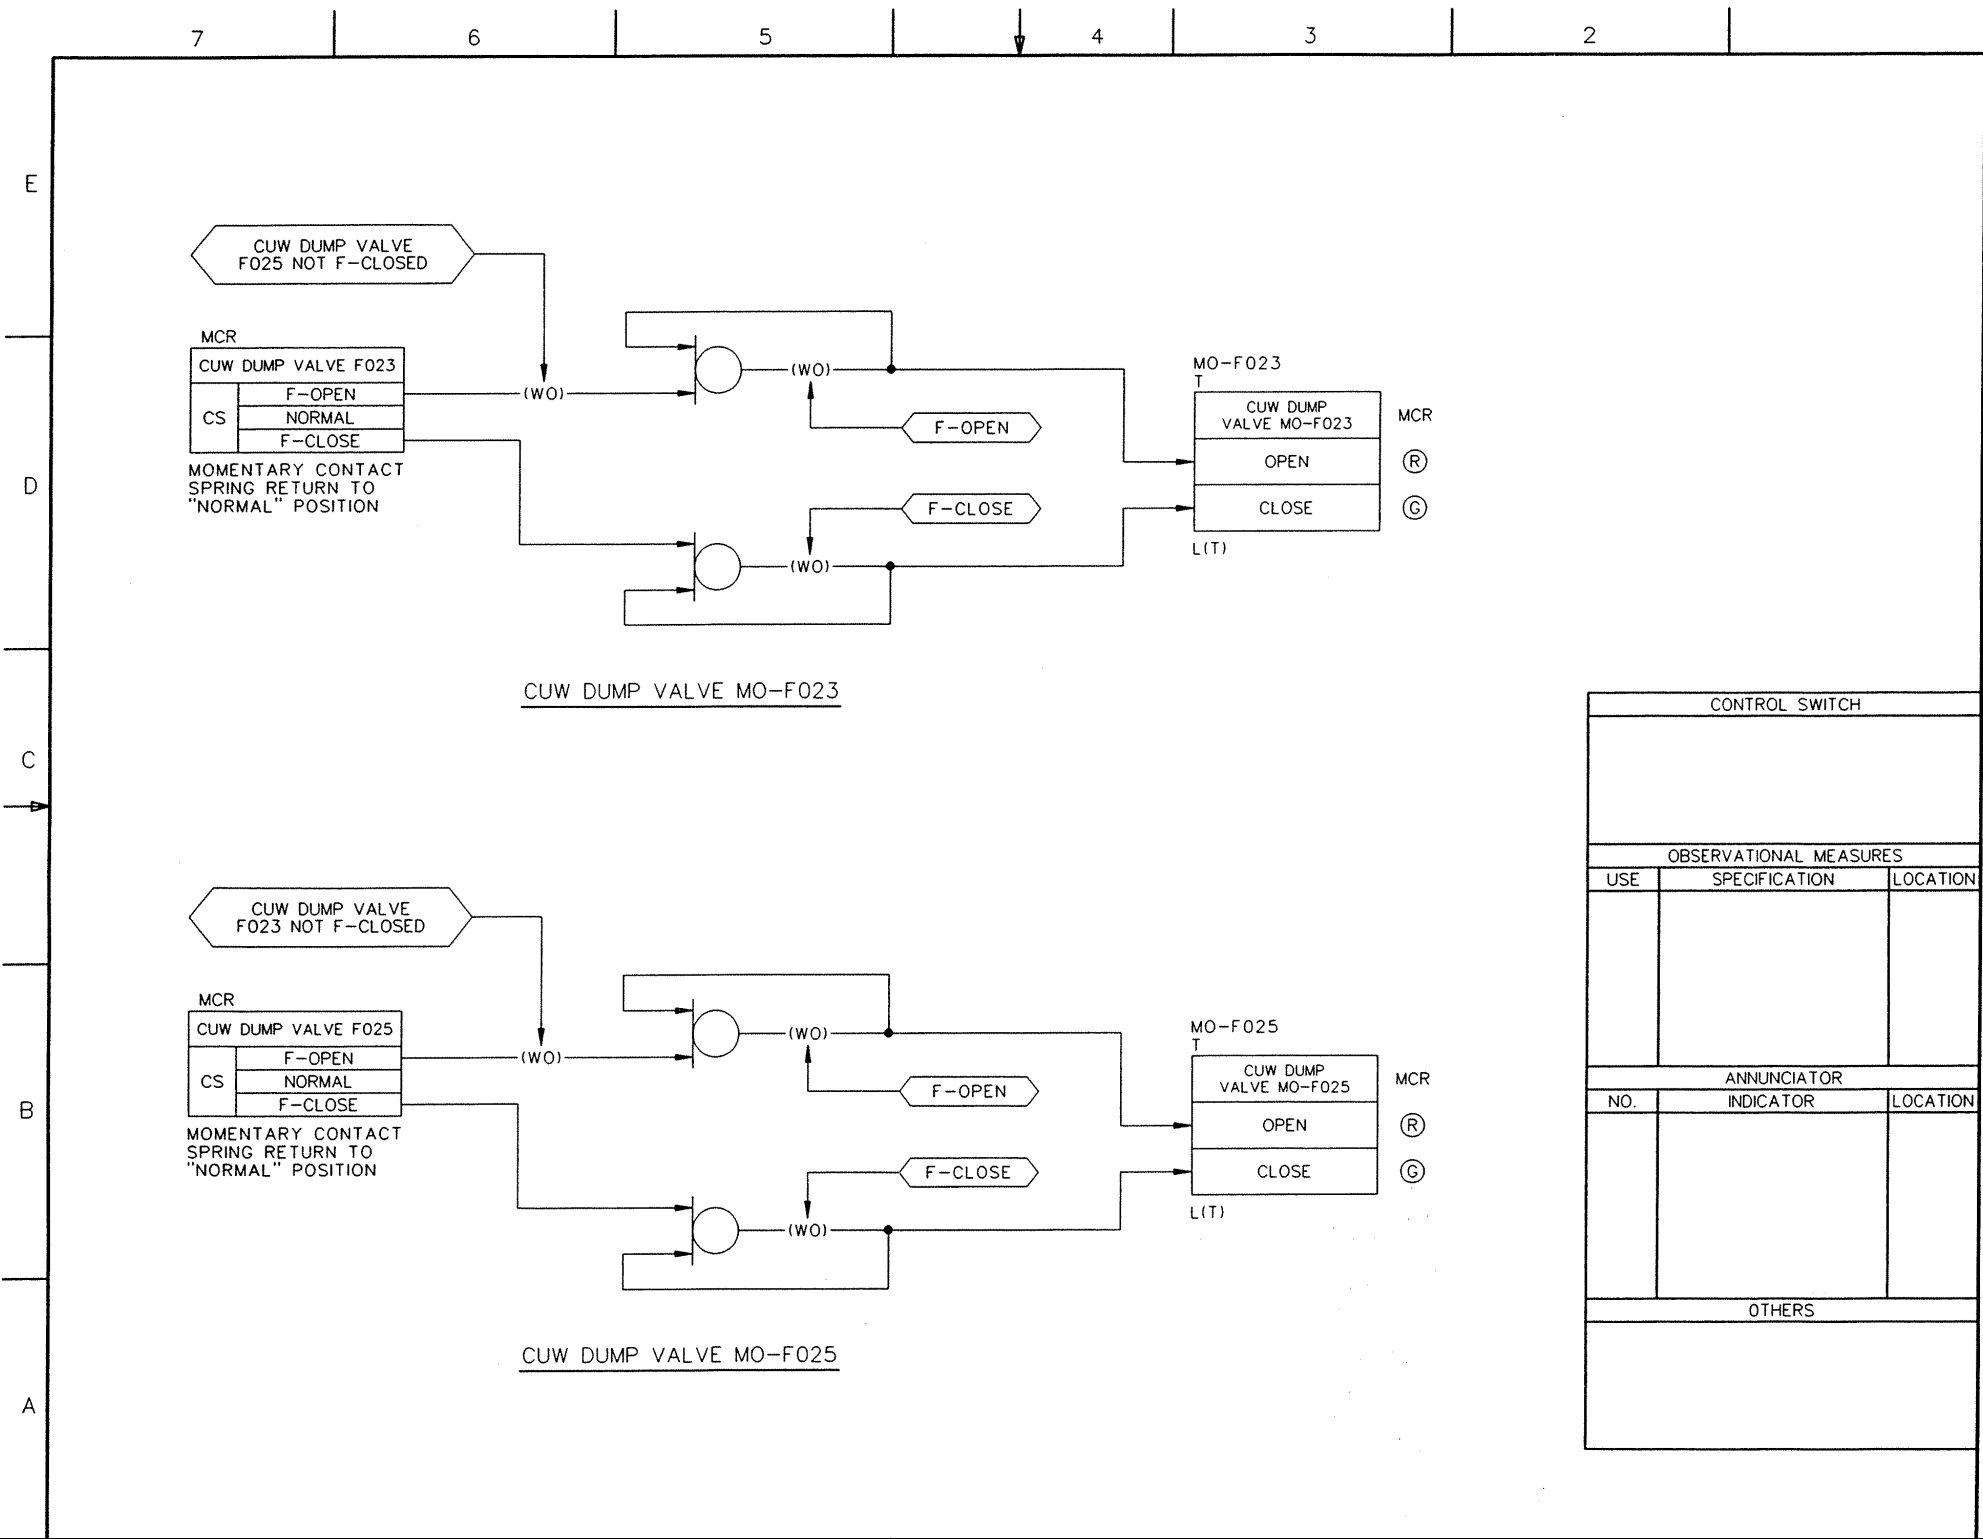 7 6 5 4 3 2
E
D
C
B
A
CUW DUMP VALVE
F025 NOT F-CLOSED
MCR
CUW DUMP VALVE F023
CS
F-OPEN
NORMAL
F-CLOSE
MOMENTARY CONTACT
SPRING RETURN TO
"NORMAL" POSITION
(WO)
(WO)
F-OPEN
F-CLOSE
(WO)
MO-F023
T
CUW DUMP
VALVE MO-F023
MCR
OPEN
R
CLOSE
G
L(T)
CUW DUMP VALVE MO-F023
CUW DUMP VALVE
F023 NOT F-CLOSED
MCR
CUW DUMP VALVE F025
CS
F-OPEN
NORMAL
F-CLOSE
MOMENTARY CONTACT
SPRING RETURN TO
"NORMAL" POSITION
(WO)
(WO)
F-OPEN
F-CLOSE
(WO)
MO-F025
T
CUW DUMP
VALVE MO-F025
MCR
OPEN
R
CLOSE
G
L(T)
CUW DUMP VALVE MO-F025
CONTROL SWITCH
OBSERVATIONAL MEASURES
USE SPECIFICATION LOCATION
ANNUNCIATOR
NO. INDICATOR LOCATION
OTHERS